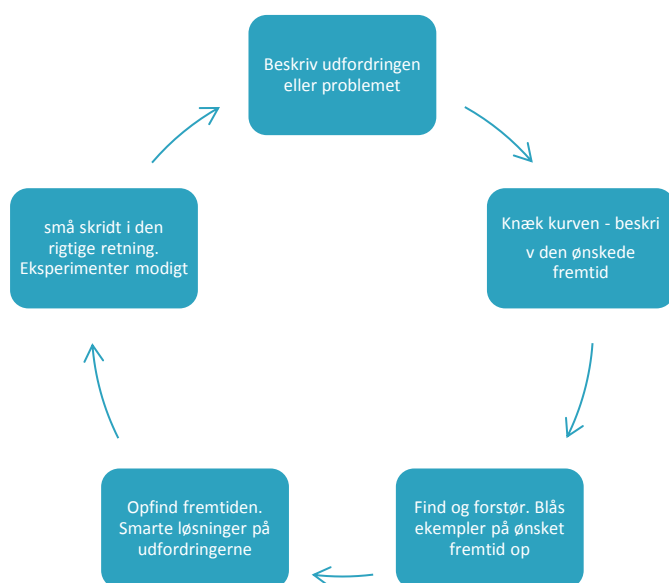 Beskriv udfordringen
eller problemet
Knæk kurven - beskri
v den ønskede
fremtid
Find og forstør. Blås
ekempler på ønsket
fremtid op
Opfind fremtiden.
Smarte løsninger på
udfordringerne
små skridt i den
rigtige retning.
Eksperimenter modigt